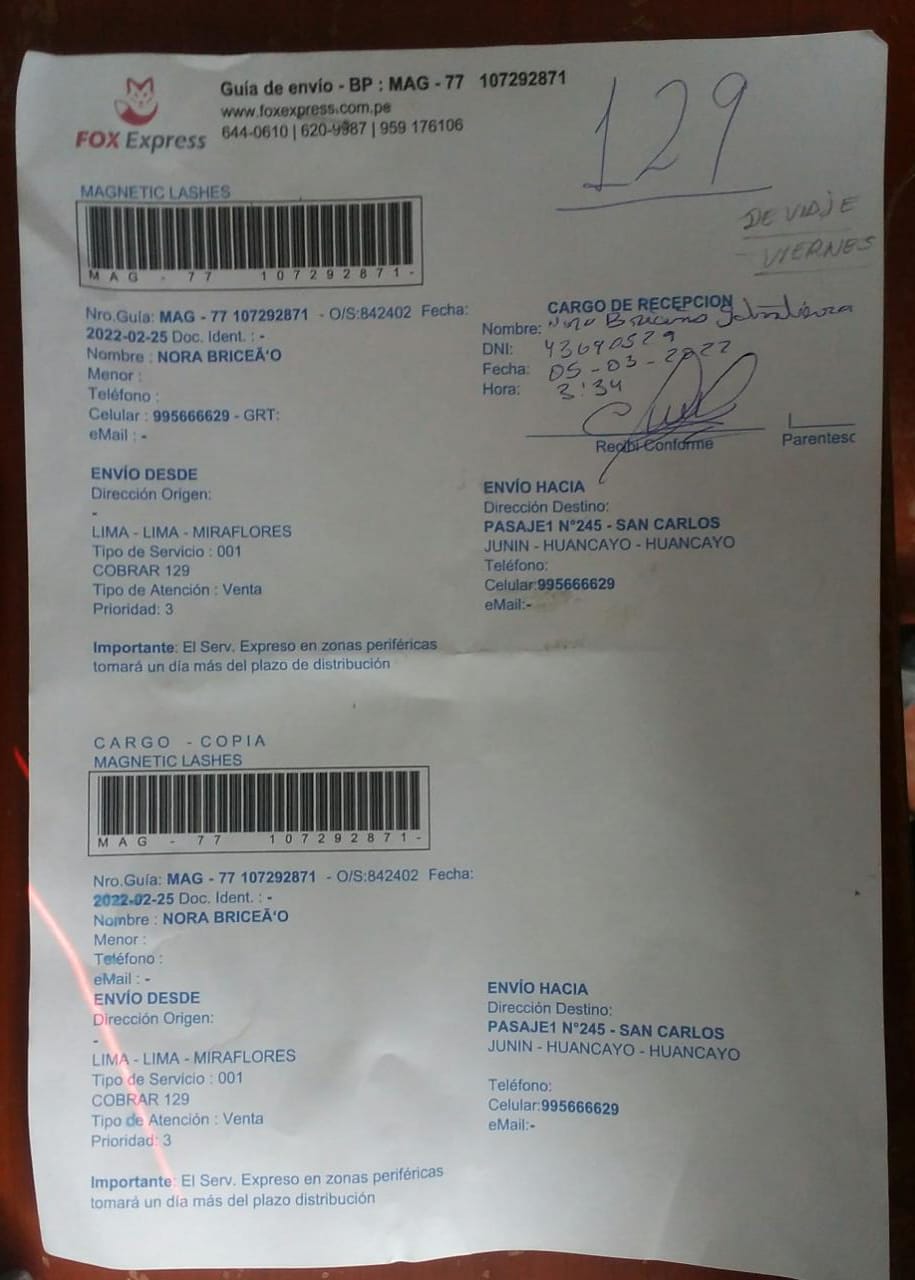 FOX Express
Guía de envío - BP : MAG - 77 107292871
www.foxexpress.com.pe
644-0610 | 620-9987 | 959 176106
129
DE VIAJE
VIERNES
MAGNETIC LASHES
MAG - 77 107292871-
Nro.Guía: MAG - 77 107292871 - O/S:842402 Fecha:
2022-02-25 Doc. Ident. : -
Nombre : NORA BRICEÃ'O
Menor :
Teléfono :
Celular : 995666629 - GRT:
eMail : -
CARGO DE RECEPCION
Nombre: Nora Briceño
DNI: 43690529
Fecha: 05-03-2022
Hora: 3:34
Recibi Conforme
Parentesc
ENVÍO DESDE
Dirección Origen:
-
LIMA - LIMA - MIRAFLORES
Tipo de Servicio : 001
COBRAR 129
Tipo de Atención : Venta
Prioridad: 3
ENVÍO HACIA
Dirección Destino:
PASAJE1 N°245 - SAN CARLOS
JUNIN - HUANCAYO - HUANCAYO
Teléfono:
Celular:995666629
eMail:-
Importante: El Serv. Expreso en zonas periféricas
tomará un día más del plazo de distribución
CARGO - COPIA
MAGNETIC LASHES
MAG - 77 107292871-
Nro.Guía: MAG - 77 107292871 - O/S:842402 Fecha:
2022-02-25 Doc. Ident. : -
Nombre : NORA BRICEÃ'O
Menor :
Teléfono :
eMail : -
ENVÍO DESDE
Dirección Origen:
-
LIMA - LIMA - MIRAFLORES
Tipo de Servicio : 001
COBRAR 129
Tipo de Atención : Venta
Prioridad: 3
ENVÍO HACIA
Dirección Destino:
PASAJE1 N°245 - SAN CARLOS
JUNIN - HUANCAYO - HUANCAYO
Teléfono:
Celular:995666629
eMail:-
Importante: El Serv. Expreso en zonas periféricas
tomará un día más del plazo distribución